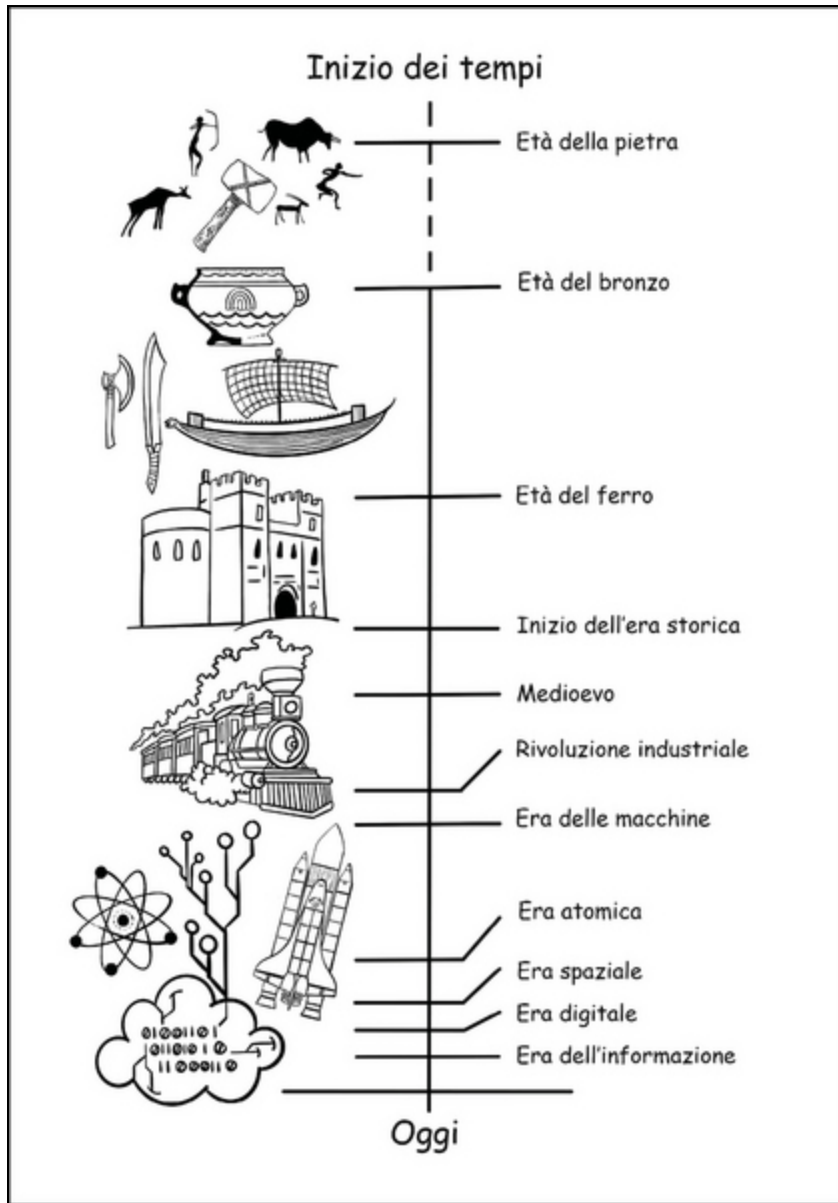 Inizio dei tempi
Età della pietra
Età del bronzo
Età del ferro
Inizio dell'era storica
Medioevo
Rivoluzione industriale
Era delle macchine
Era atomica
Era spaziale
Era digitale
Era dell'informazione
Oggi